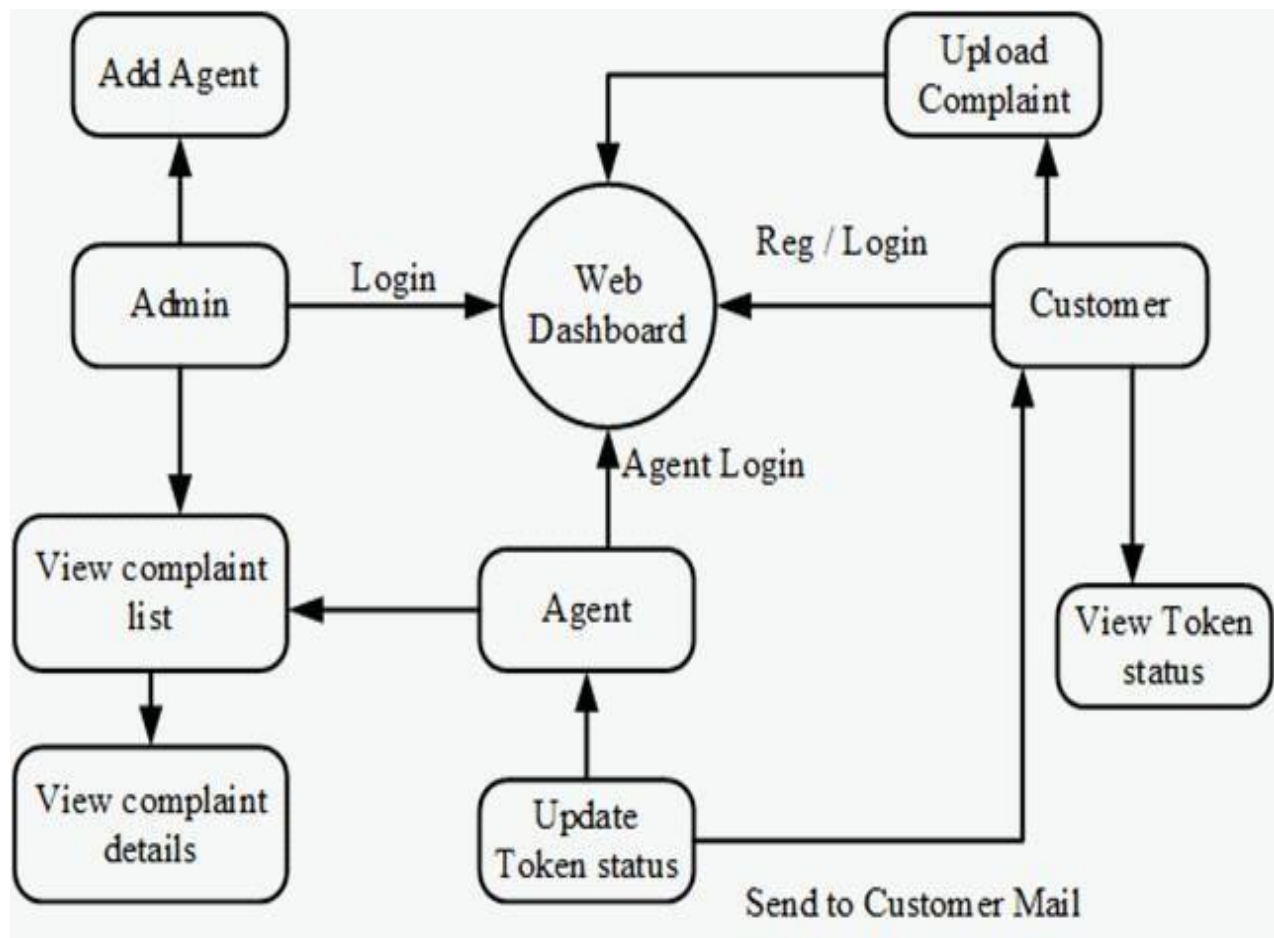 Add Agent
Upload
Complaint
Reg / Login
Login
Web
Dashboard
Admin
Customer
Agent Login
View complaint
list
Agent
View Token
status
View complaint
details
Update
Token status
Send to Customer Mail